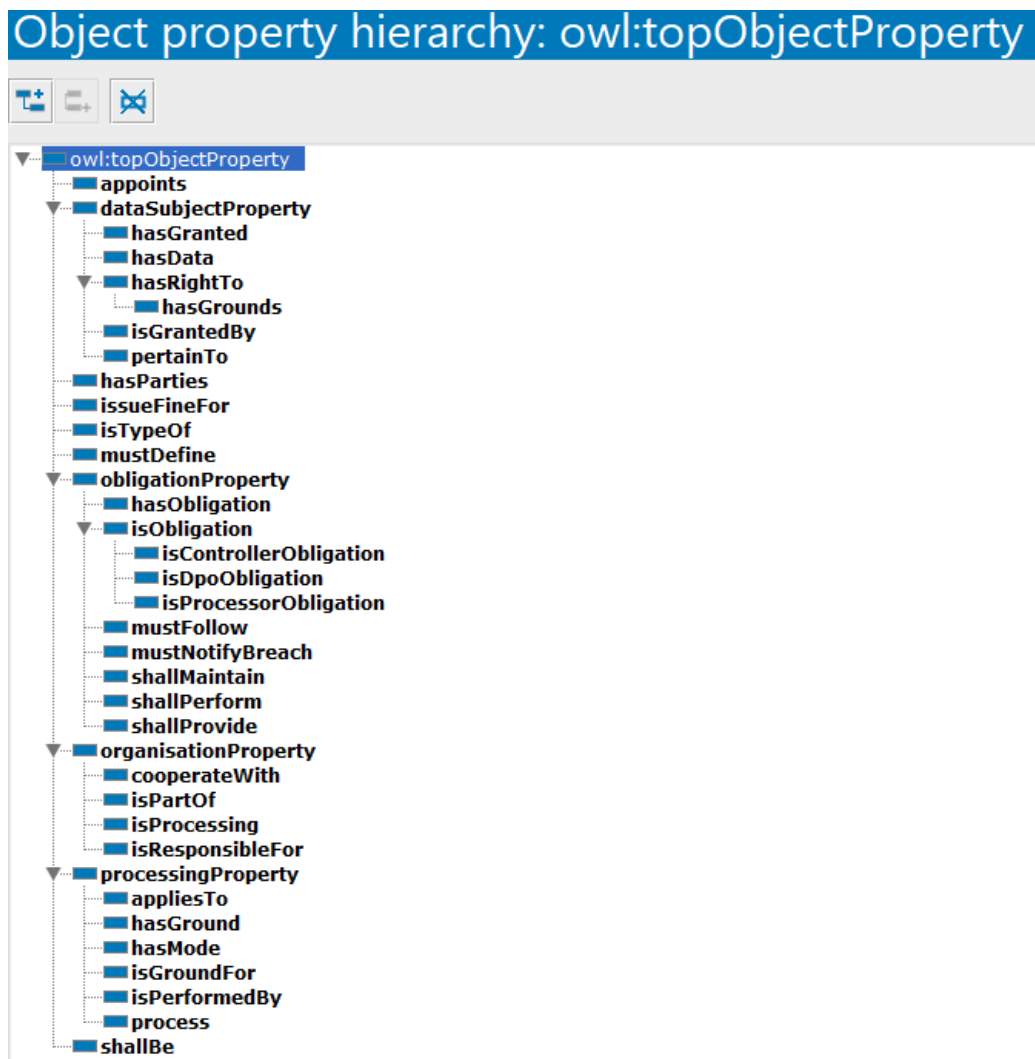 Object property hierarchy: owl:topObjectProperty
owl:topObjectProperty
appoints
dataSubjectProperty
hasGranted
hasData
hasRightTo
hasGrounds
isGrantedBy
pertainTo
hasParties
issueFineFor
isTypeOf
mustDefine
obligationProperty
hasObligation
isObligation
isControllerObligation
isDpoObligation
isProcessorObligation
mustFollow
mustNotifyBreach
shallMaintain
shallPerform
shallProvide
organisationProperty
cooperateWith
isPartOf
isProcessing
isResponsibleFor
processingProperty
appliesTo
hasGround
hasMode
isGroundFor
isPerformedBy
process
shallBe